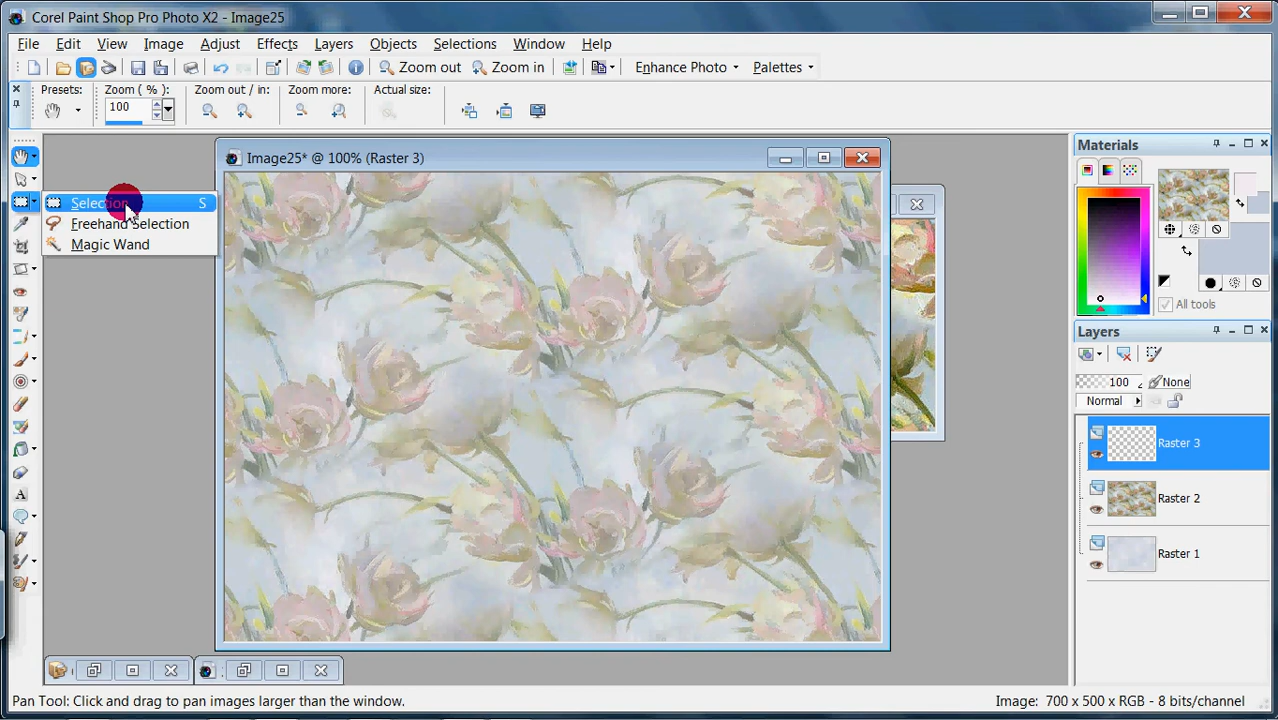 Corel Paint Shop Pro Photo X2 - Image25
File Edit View Image Adjust Effects Layers Objects Selections Window Help
Zoom out Zoom in Enhance Photo Palettes
Presets: Zoom ( % ): Zoom out / in: Zoom more: Actual size:
100
Image25* @ 100% (Raster 3)
Selection S
Freehand Selection
Magic Wand
Materials
All tools
Layers
100 None
Normal
Raster 3
Raster 2
Raster 1
Pan Tool: Click and drag to pan images larger than the window.
Image: 700 x 500 x RGB - 8 bits/channel